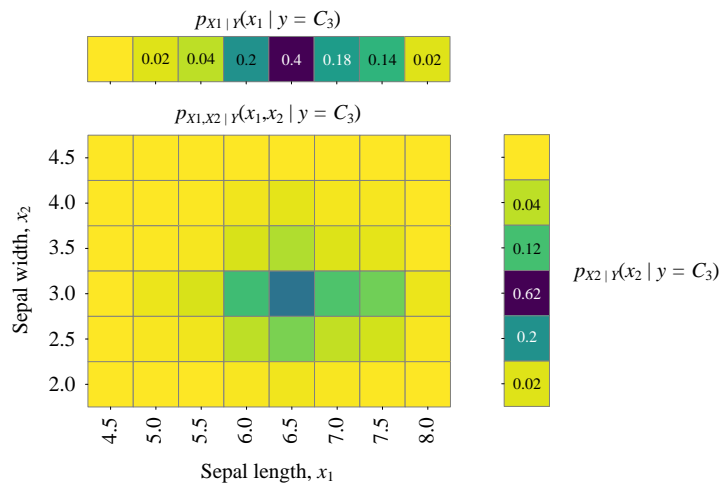 p_{X1 | Y}(x_1 | y = C_3)
0.02 0.04 0.2 0.4 0.18 0.14 0.02
p_{X1,X2 | Y}(x_1,x_2 | y = C_3)
4.5
4.0
3.5
3.0
2.5
2.0
Sepal width, x_2
0.04
0.12
0.62
0.2
0.02
p_{X2 | Y}(x_2 | y = C_3)
4.5 5.0 5.5 6.0 6.5 7.0 7.5 8.0
Sepal length, x_1